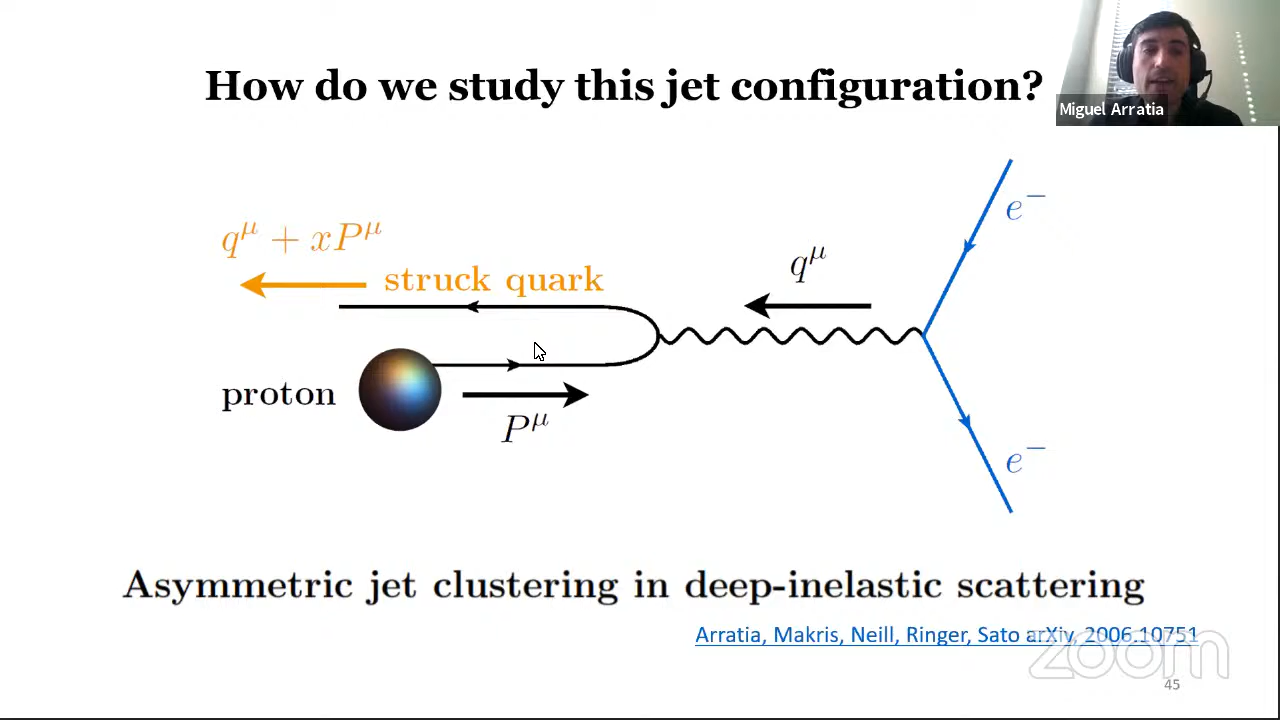 How do we study this jet configuration?
Miguel Arratia
e⁻
q^μ + xP^μ
struck quark
q^μ
proton
P^μ
e⁻
Asymmetric jet clustering in deep-inelastic scattering
Arratia, Makris, Neill, Ringer, Sato arXiv, 2006.10751
zoom
45